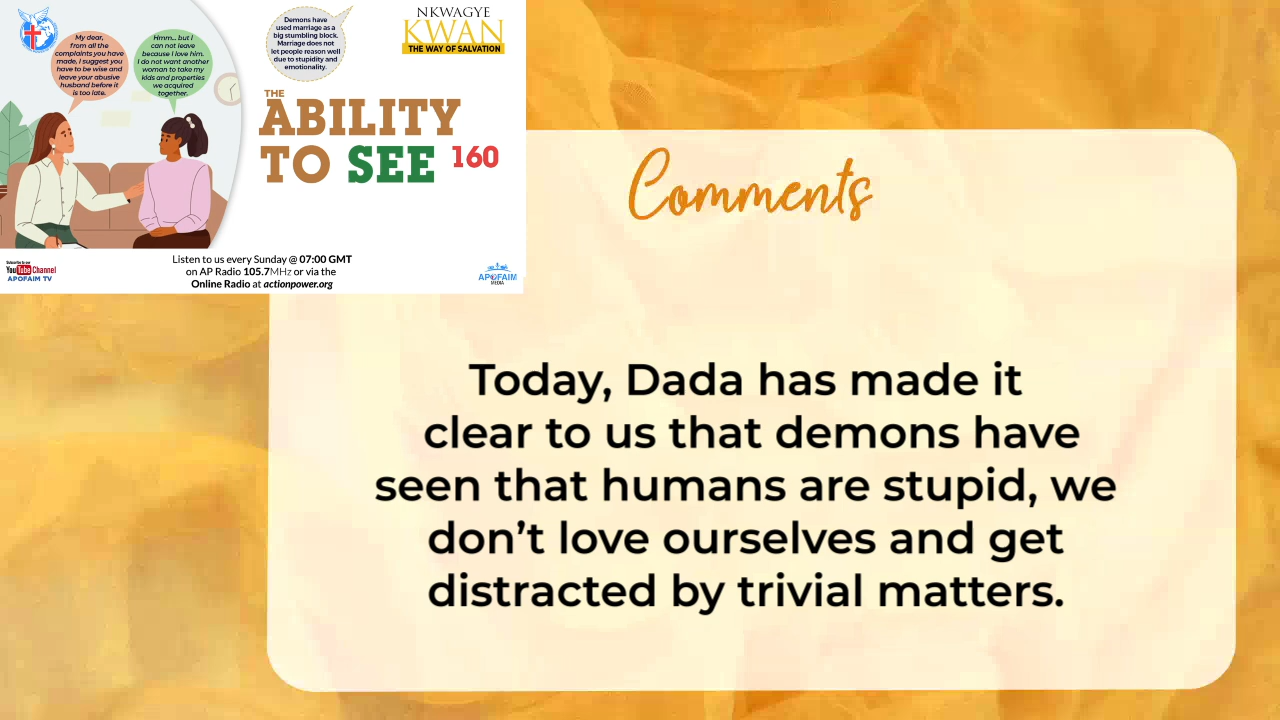 My dear,
from all the
complaints you have
made, I suggest you
have to be wise and
leave your abusive
husband before it
is too late.
Hmm... but I
can not leave
because I love him.
I do not want another
woman to take my
kids and properties
we acquired
together.
Demons have
used marriage as a
big stumbling block.
Marriage does not
let people reason well
due to stupidity and
emotionality.
NKWAGYE
KWAN
THE WAY OF SALVATION
THE
ABILITY
TO SEE 160
Subscribe to our
YouTube Channel
APOFAIM TV
Listen to us every Sunday @ 07:00 GMT
on AP Radio 105.7MHz or via the
Online Radio at actionpower.org
APOFAIM
MEDIA
Comments
Today, Dada has made it
clear to us that demons have
seen that humans are stupid, we
don’t love ourselves and get
distracted by trivial matters.